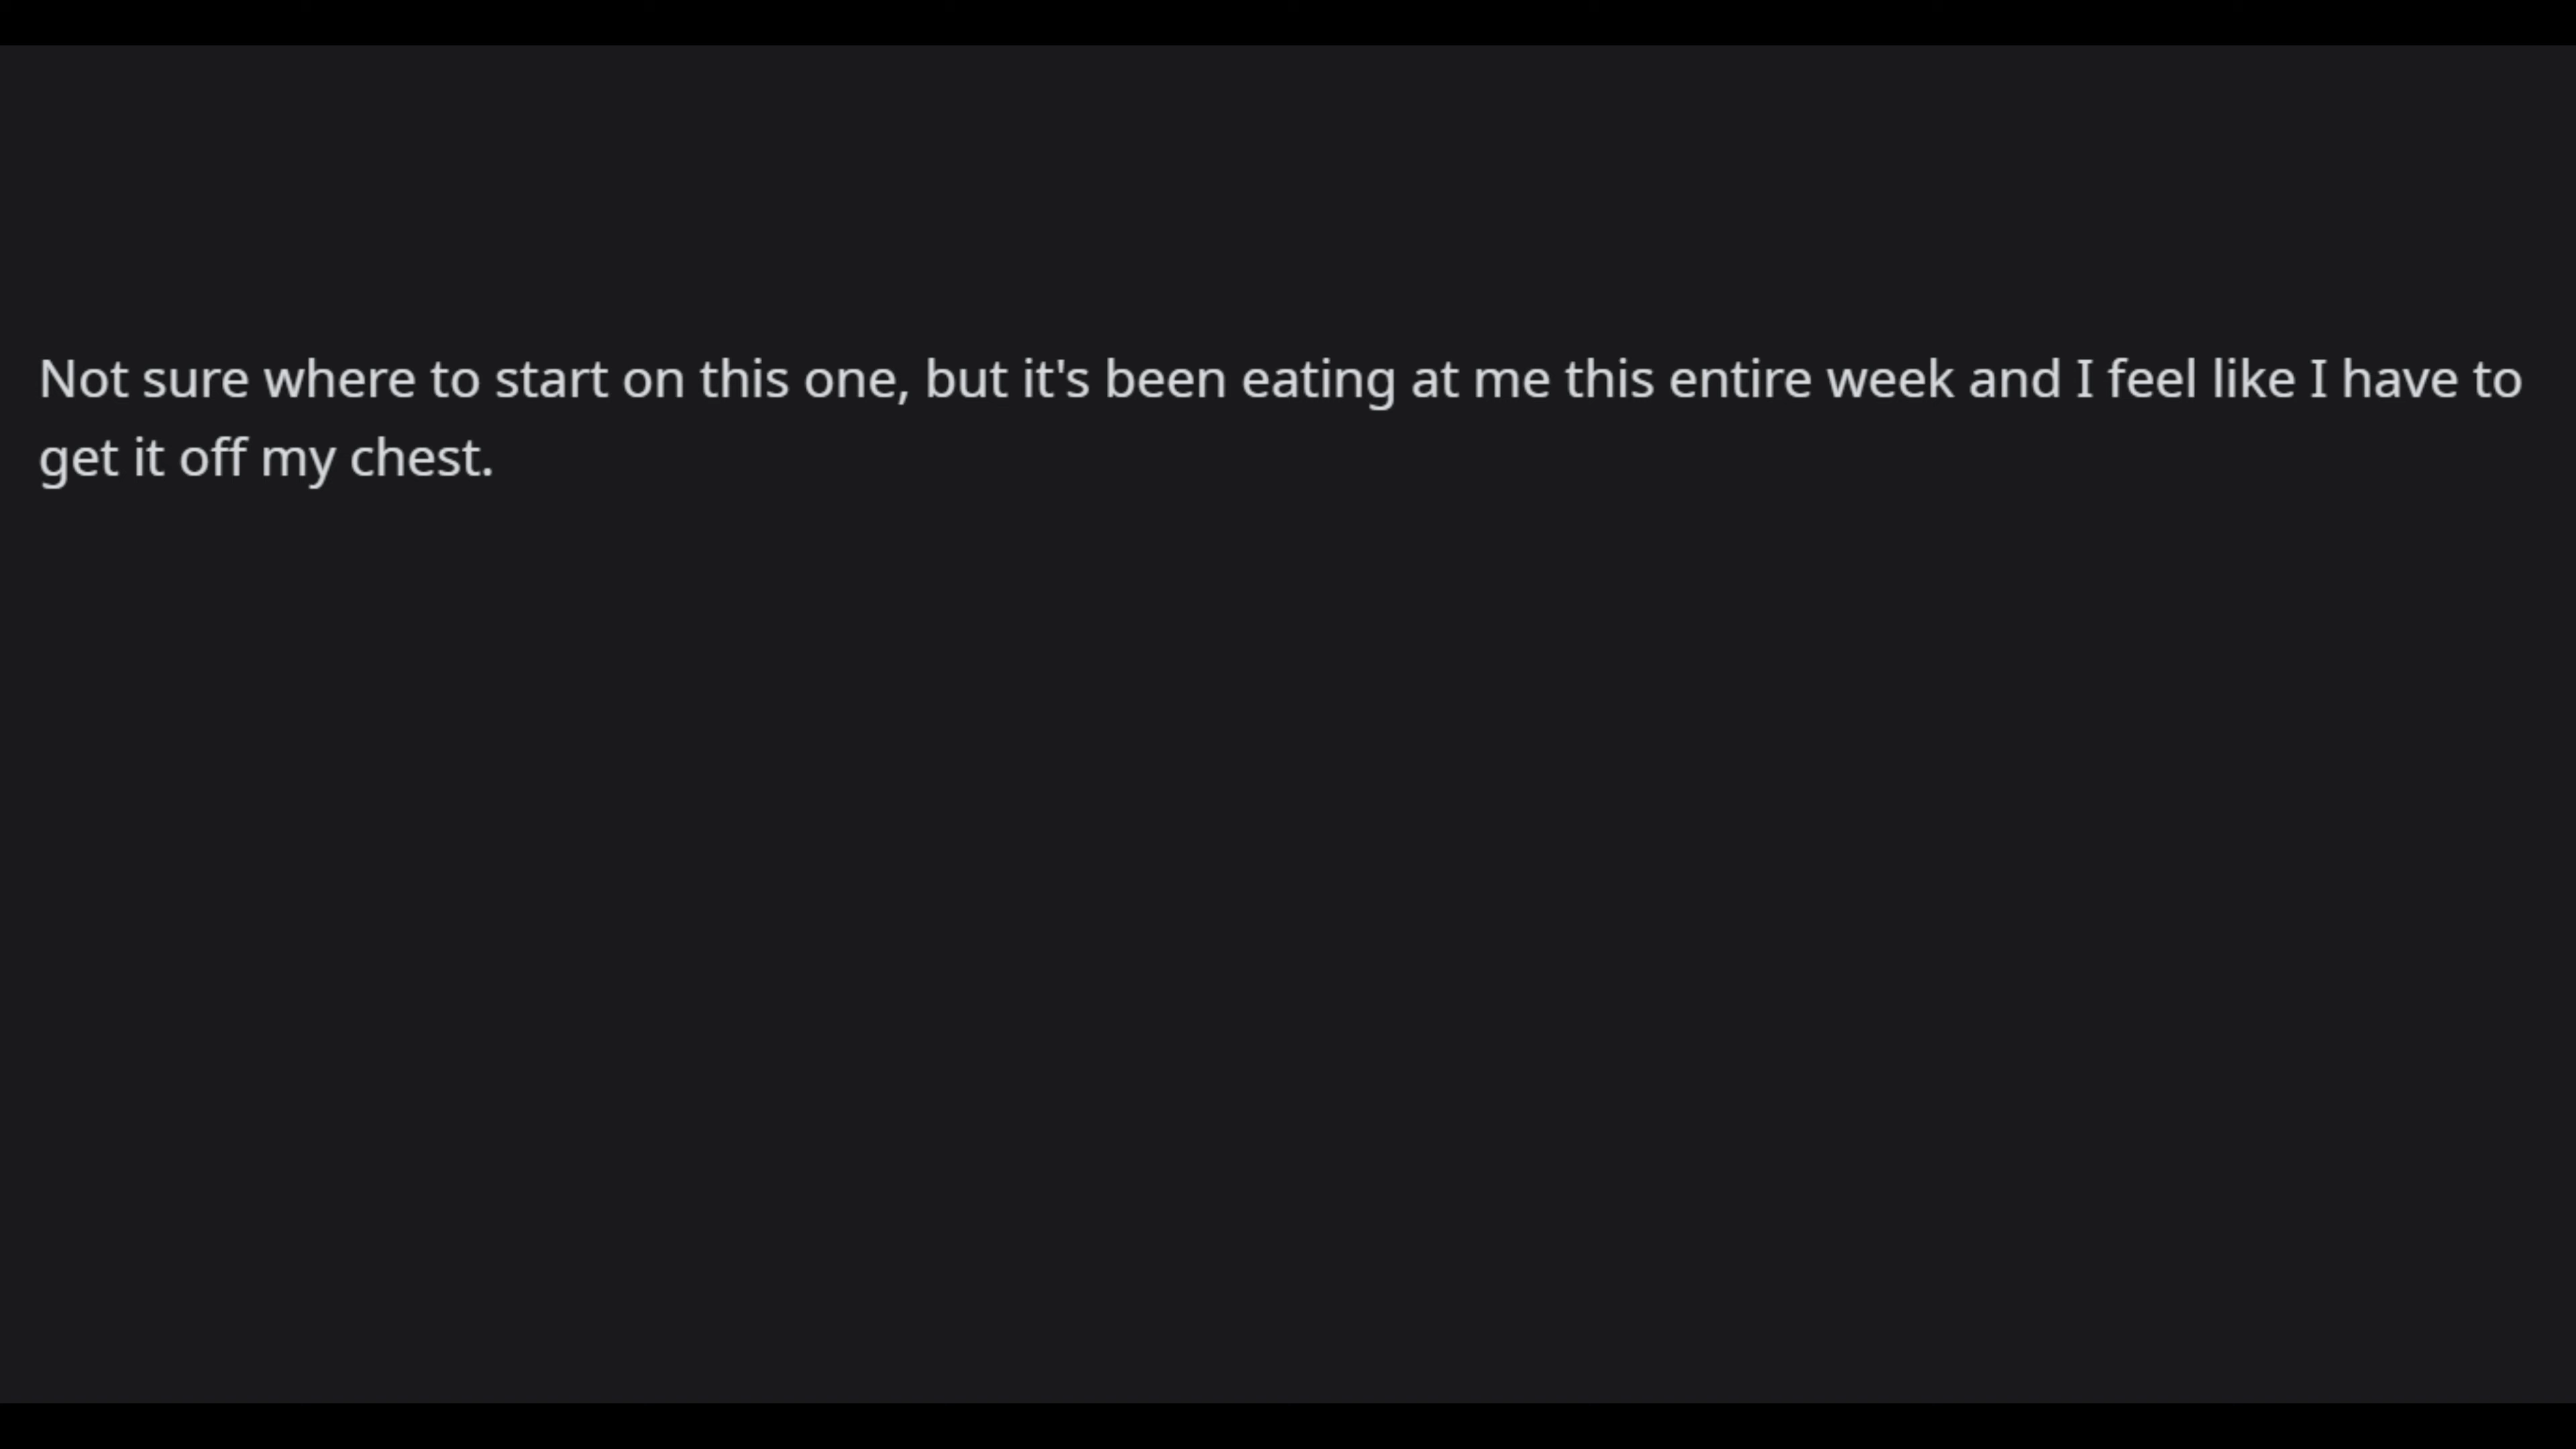 Not sure where to start on this one, but it's been eating at me this entire week and I feel like I have to
get it off my chest.